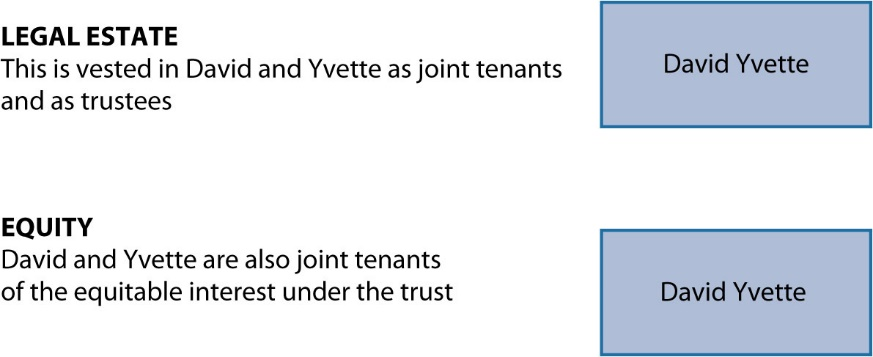 LEGAL ESTATE
This is vested in David and Yvette as joint tenants
and as trustees
David Yvette
EQUITY
David and Yvette are also joint tenants
of the equitable interest under the trust
David Yvette